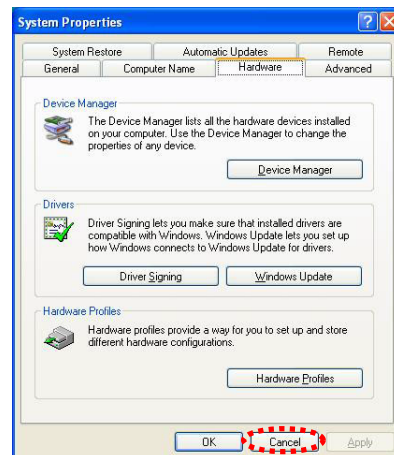 System Properties
System Restore Automatic Updates Remote
General Computer Name Hardware Advanced
Device Manager
The Device Manager lists all the hardware devices installed
on your computer. Use the Device Manager to change the
properties of any device.
Device Manager
Drivers
Driver Signing lets you make sure that installed drivers are
compatible with Windows. Windows Update lets you set up
how Windows connects to Windows Update for drivers.
Driver Signing Windows Update
Hardware Profiles
Hardware profiles provide a way for you to set up and store
different hardware configurations.
Hardware Profiles
OK Cancel Apply